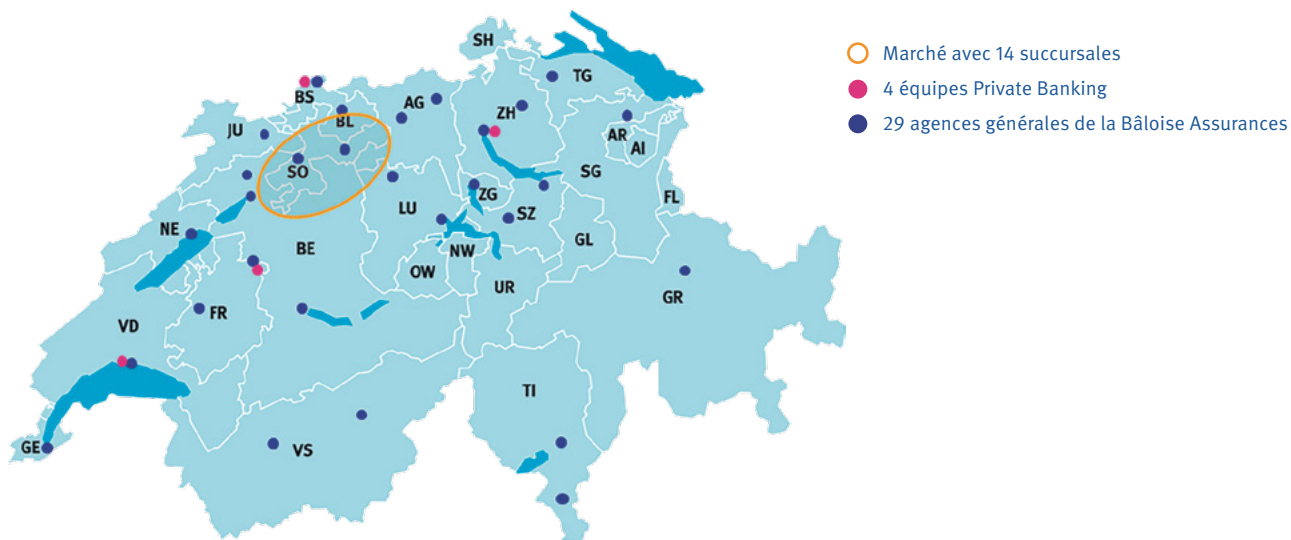 SH
Marché avec 14 succursales
TG
4 équipes Private Banking
BS
AG
ZH
BL
29 agences générales de la Bâloise Assurances
JU
AR
AI
SO
SG
ZG
FL
LU
SZ
NE
BE
NW
GL
OW
UR
GR
FR
VD
TI
GE
VS